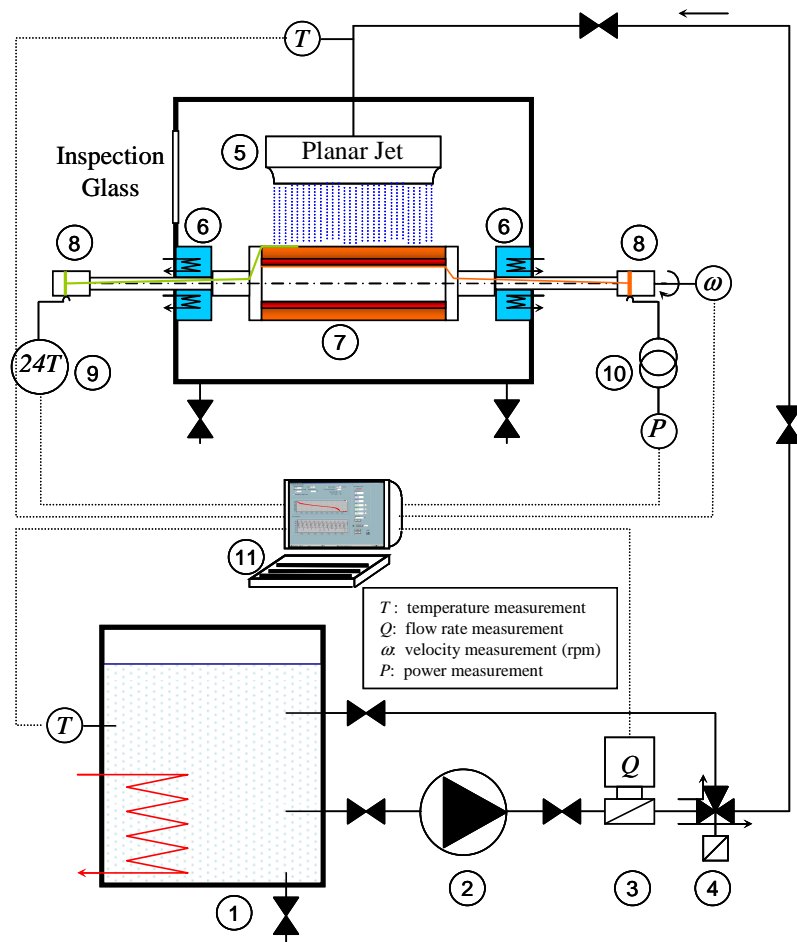 T
5
Planar Jet
Inspection
Glass
6
6
8
8
ω
7
24T
9
10
P
11
T : temperature measurement
Q: flow rate measurement
ω: velocity measurement (rpm)
P: power measurement
T
Q
1
2
3
4